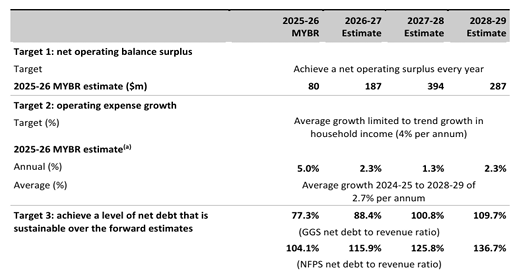 2025-26 2026-27 2027-28 2028-29
MYBR Estimate Estimate Estimate
Target 1: net operating balance surplus
Target Achieve a net operating surplus every year
2025-26 MYBR estimate ($m) 80 187 394 287
Target 2: operating expense growth
Target (%) Average growth limited to trend growth in
household income (4% per annum)
2025-26 MYBR estimate(a)
Annual (%) 5.0% 2.3% 1.3% 2.3%
Average (%) Average growth 2024-25 to 2028-29 of
2.7% per annum
Target 3: achieve a level of net debt that is 77.3% 88.4% 100.8% 109.7%
sustainable over the forward estimates (GGS net debt to revenue ratio)
104.1% 115.9% 125.8% 136.7%
(NFPS net debt to revenue ratio)